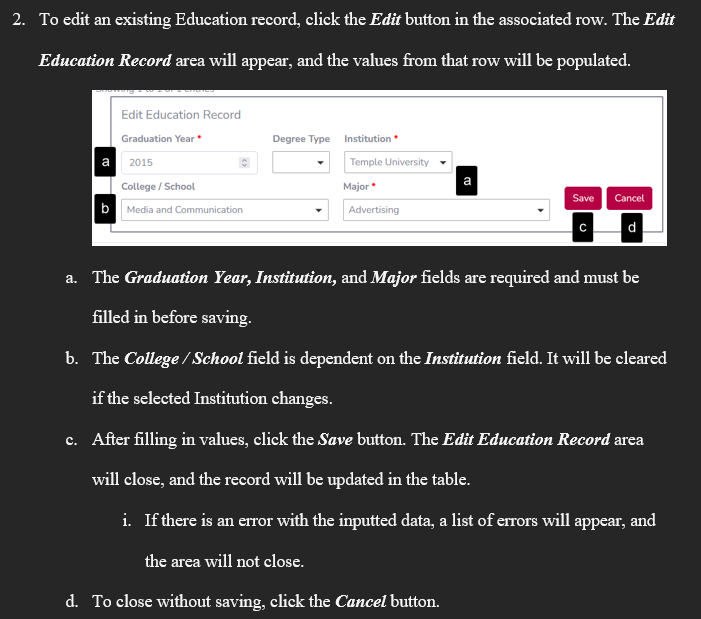 2. To edit an existing Education record, click the Edit button in the associated row. The Edit
Education Record area will appear, and the values from that row will be populated.
Edit Education Record
Graduation Year * Degree Type Institution *
a 2015 Temple University
College / School Major * a
b Media and Communication Advertising Save Cancel
c d
a. The Graduation Year, Institution, and Major fields are required and must be
filled in before saving.
b. The College / School field is dependent on the Institution field. It will be cleared
if the selected Institution changes.
c. After filling in values, click the Save button. The Edit Education Record area
will close, and the record will be updated in the table.
i. If there is an error with the inputted data, a list of errors will appear, and
the area will not close.
d. To close without saving, click the Cancel button.